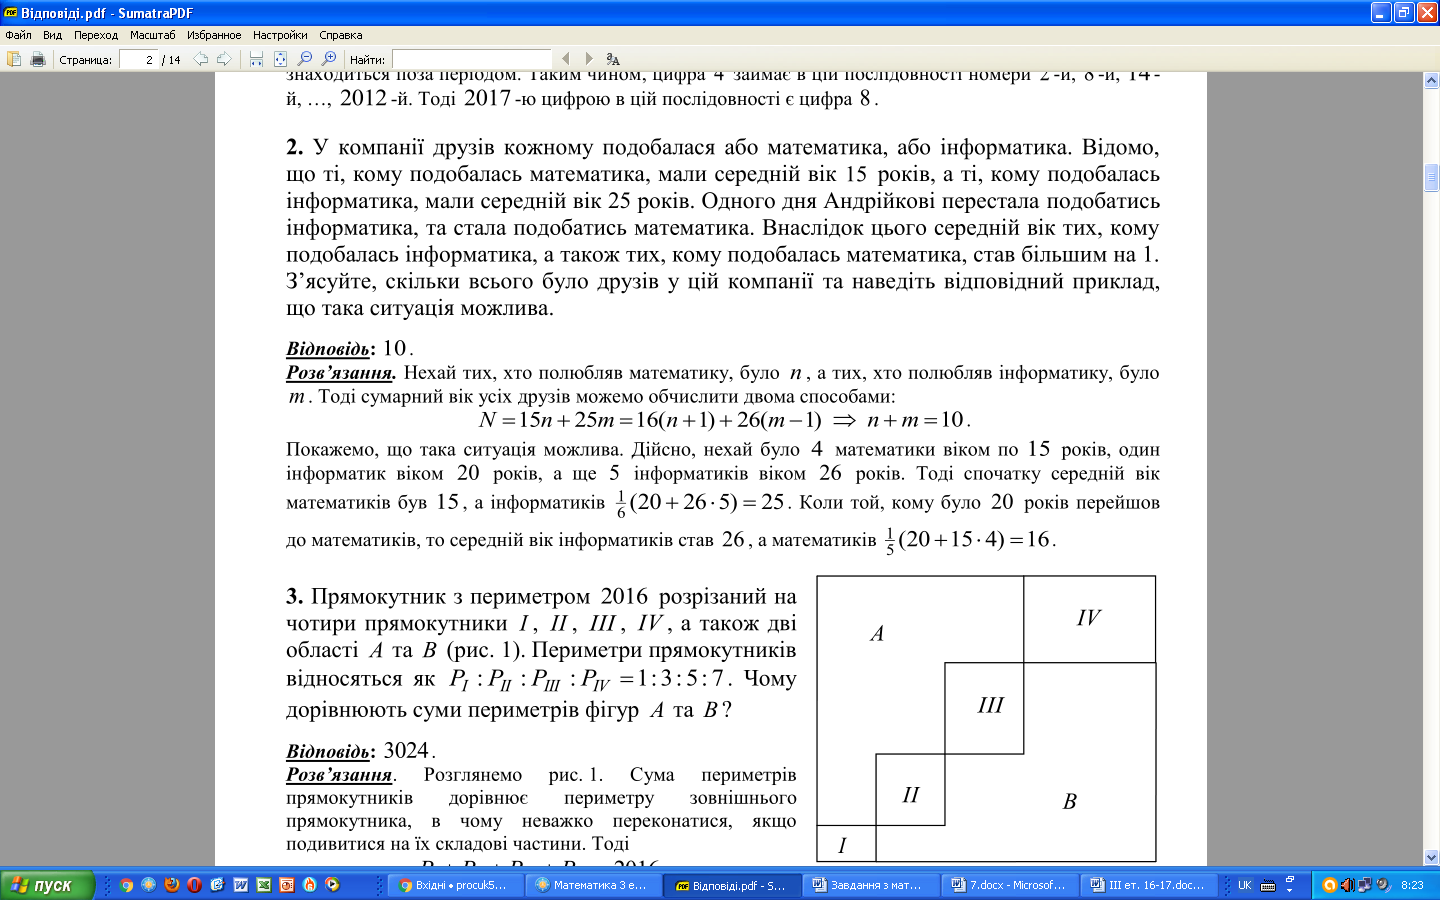 Відповіді.pdf - SumatraPDF
Файл Вид Переход Масштаб Избранное Настройки Справка
Страница: 2 / 14 Найти:
знаходиться поза періодом. Таким чином, цифра 4 займає в цій послідовності номери 2-й, 8-й, 14-
й, …, 2012-й. Тоді 2017-ю цифрою в цій послідовності є цифра 8.
2. У компанії друзів кожному подобалася або математика, або інформатика. Відомо,
що ті, кому подобалась математика, мали середній вік 15 років, а ті, кому подобалась
інформатика, мали середній вік 25 років. Одного дня Андрійкові перестала подобатись
інформатика, та стала подобатись математика. Внаслідок цього середній вік тих, кому
подобалась інформатика, а також тих, кому подобалась математика, став більшим на 1.
З’ясуйте, скільки всього було друзів у цій компанії та наведіть відповідний приклад,
що така ситуація можлива.
Відповідь: 10.
Розв’язання. Нехай тих, хто полюбляв математику, було n, а тих, хто полюбляв інформатику, було
m. Тоді сумарний вік усіх друзів можемо обчислити двома способами:
N = 15n + 25m = 16(n + 1) + 26(m − 1) ⇒ n + m = 10.
Покажемо, що така ситуація можлива. Дійсно, нехай було 4 математики віком по 15 років, один
інформатик віком 20 років, а ще 5 інформатиків віком 26 років. Тоді спочатку середній вік
математиків був 15, а інформатиків 1/6(20 + 26·5) = 25. Коли той, кому було 20 років перейшов
до математиків, то середній вік інформатиків став 26, а математиків 1/5(20 + 15·4) = 16.
3. Прямокутник з периметром 2016 розрізаний на
чотири прямокутники I, II, III, IV, а також дві
області A та B (рис. 1). Периметри прямокутників
відносяться як P_I : P_II : P_III : P_IV = 1 : 3 : 5 : 7. Чому
дорівнюють суми периметрів фігур A та B?
Відповідь: 3024.
Розв’язання. Розглянемо рис. 1. Сума периметрів
прямокутників дорівнює периметру зовнішнього
прямокутника, в чому неважко переконатися, якщо
подивитися на їх складові частини. Тоді
A
IV
III
II
B
I
пуск
Вхідні • procuk5...
Математика 3 е...
Відповіді.pdf - S...
Завдання з мат...
7.docx - Microsof...
III ет. 16-17.doc...
UK
8:23